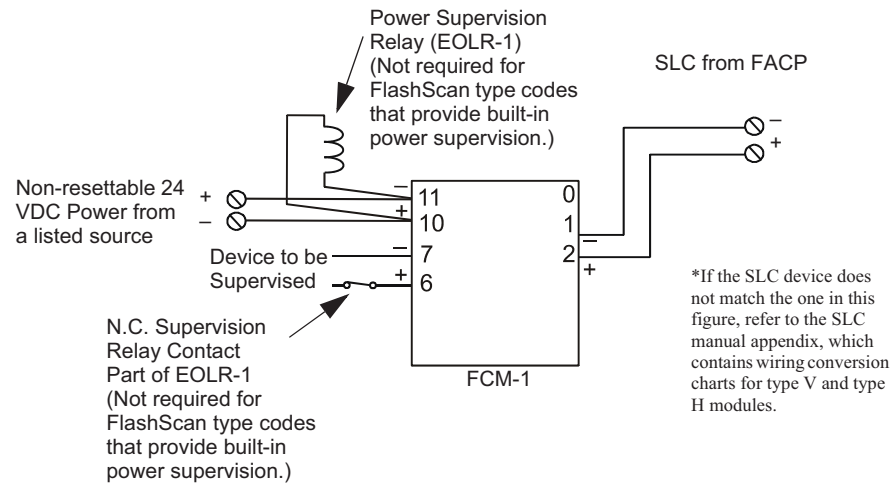 Power Supervision
Relay (EOLR-1)
(Not required for
FlashScan type codes
that provide built-in
power supervision.)
SLC from FACP
–
+
Non-resettable 24
VDC Power from
a listed source
+
–
–
11
+
10
–
7
+
6
0
1
–
2
+
Device to be
Supervised
FCM-1
N.C. Supervision
Relay Contact
Part of EOLR-1
(Not required for
FlashScan type codes
that provide built-in
power supervision.)
*If the SLC device does
not match the one in this
figure, refer to the SLC
manual appendix, which
contains wiring conversion
charts for type V and type
H modules.